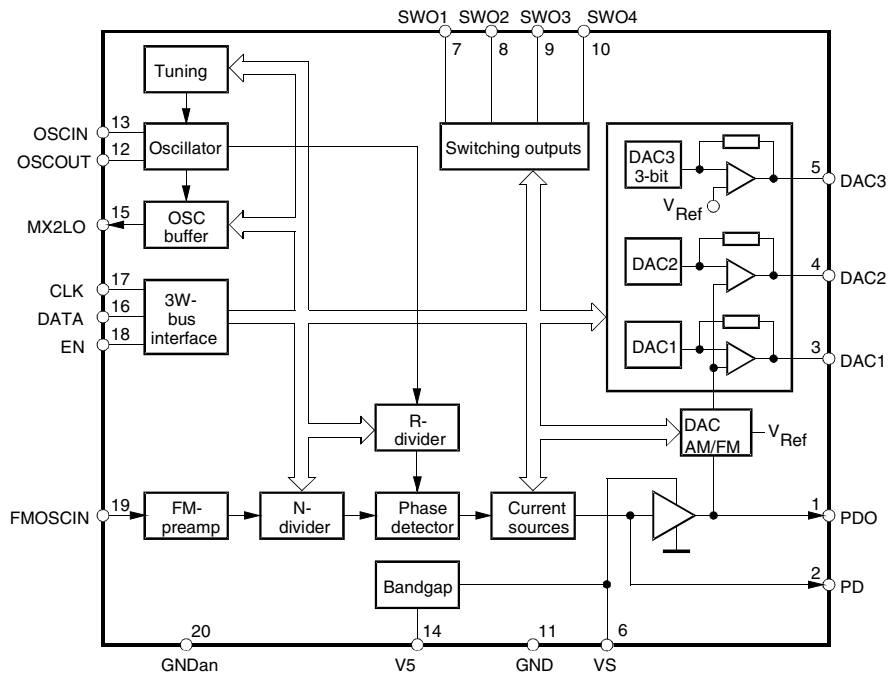 SWO1 SWO2 SWO3 SWO4
7 8 9 10
Tuning
13
OSCIN
Oscillator
12
OSCOUT
Switching outputs
DAC3
3-bit
5
DAC3
VRef
15
MX2LO
OSC
buffer
DAC2
4
DAC2
17
CLK
16
DATA
18
EN
3W-
bus
interface
DAC1
3
DAC1
R-
divider
DAC
AM/FM
VRef
19
FMOSCIN
FM-
preamp
N-
divider
Phase
detector
Current
sources
1
PDO
Bandgap
2
PD
20
GNDan
14
V5
11
GND
6
VS